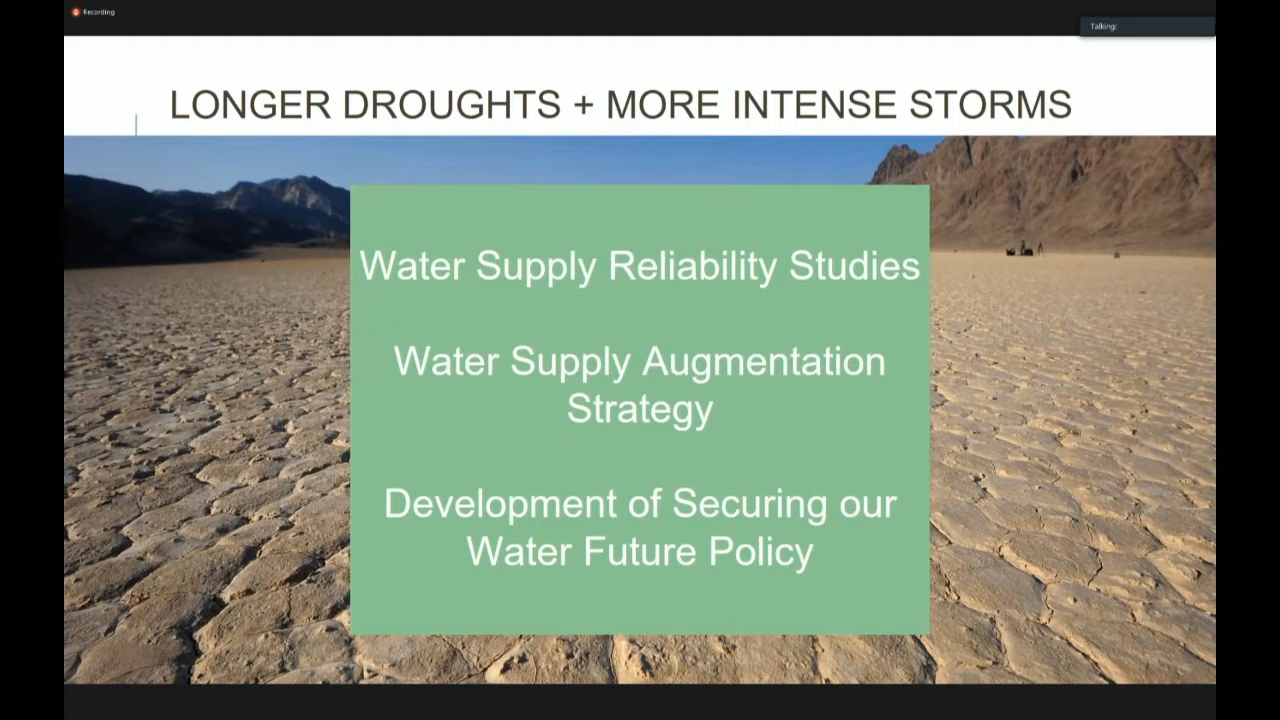 Recording
Talking:
LONGER DROUGHTS + MORE INTENSE STORMS
Water Supply Reliability Studies
Water Supply Augmentation
Strategy
Development of Securing our
Water Future Policy